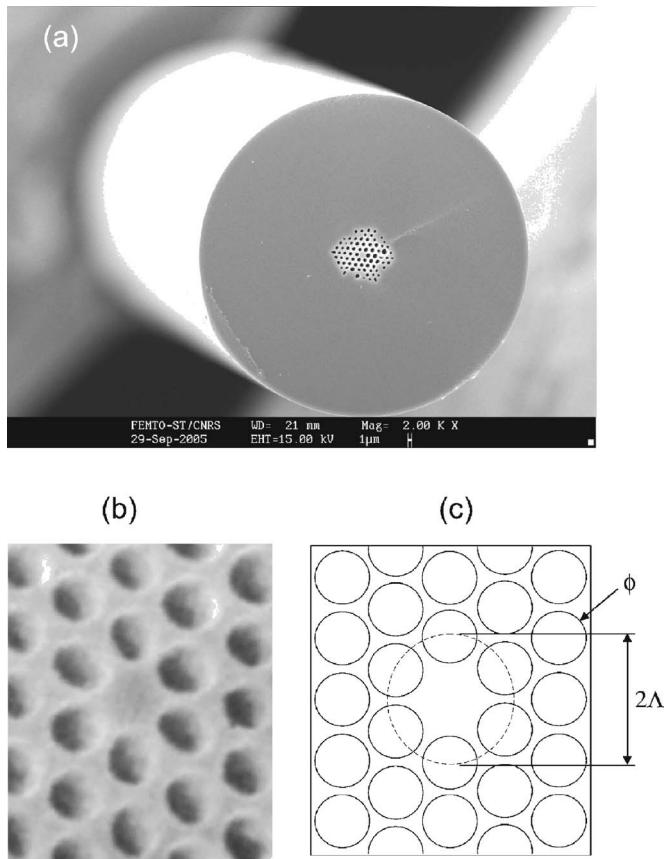 (a)
FEMTO-ST/CNRS WD= 21 mm Mag= 2.00 K X
29-Sep-2005 EHT=15.00 kV 1µm
(b) (c)
ϕ
2Λ